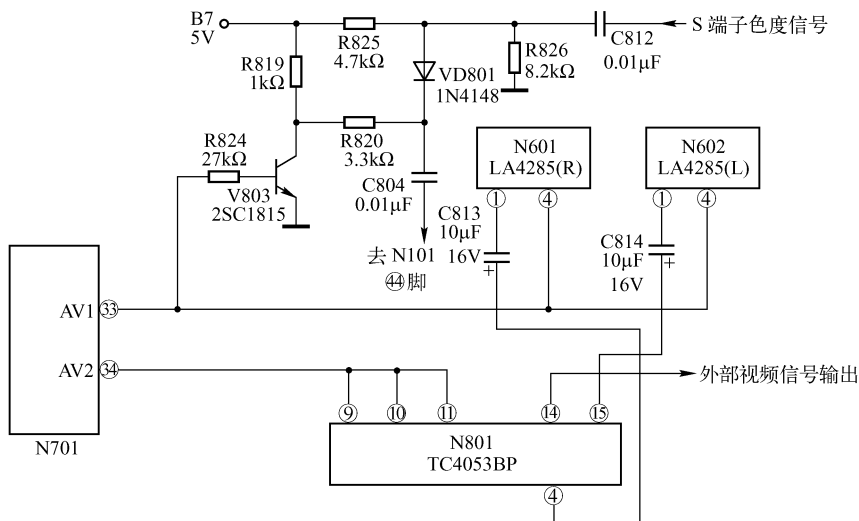 B7
5V
R825
4.7kΩ
R819
1kΩ
VD801
1N4148
R826
8.2kΩ
C812
0.01μF
S 端子色度信号
R824
27kΩ
R820
3.3kΩ
V803
2SC1815
C804
0.01μF
去 N101
㊹脚
N601
LA4285(R)
① ④
N602
LA4285(L)
① ④
C813
10μF
16V
+
C814
10μF
16V
+
AV1 ㉝
AV2 ㉞
N701
外部视频信号输出
⑨ ⑩ ⑪ ⑭ ⑮
N801
TC4053BP
④